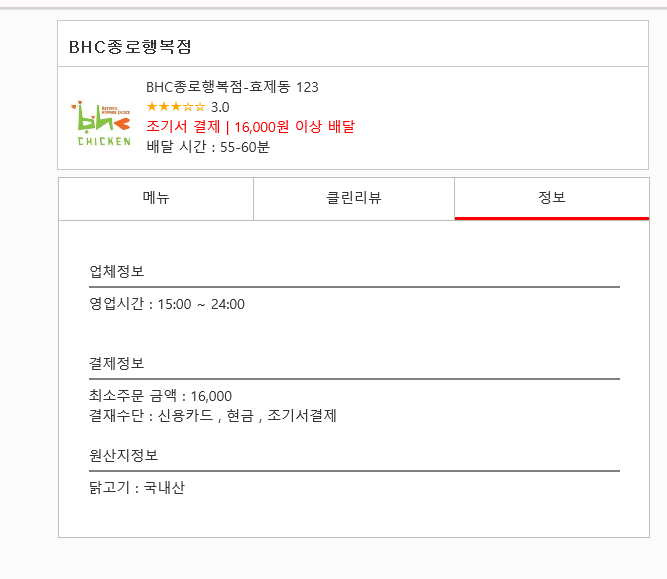 BHC종로행복점
bhc
BETTER & HAPPIER CHOICE
CHICKEN
BHC종로행복점-효제동 123
★★★☆☆ 3.0
조기서 결제 | 16,000원 이상 배달
배달 시간 : 55-60분
메뉴
클린리뷰
정보
업체정보
영업시간 : 15:00 ~ 24:00
결제정보
최소주문 금액 : 16,000
결재수단 : 신용카드 , 현금 , 조기서결제
원산지정보
닭고기 : 국내산